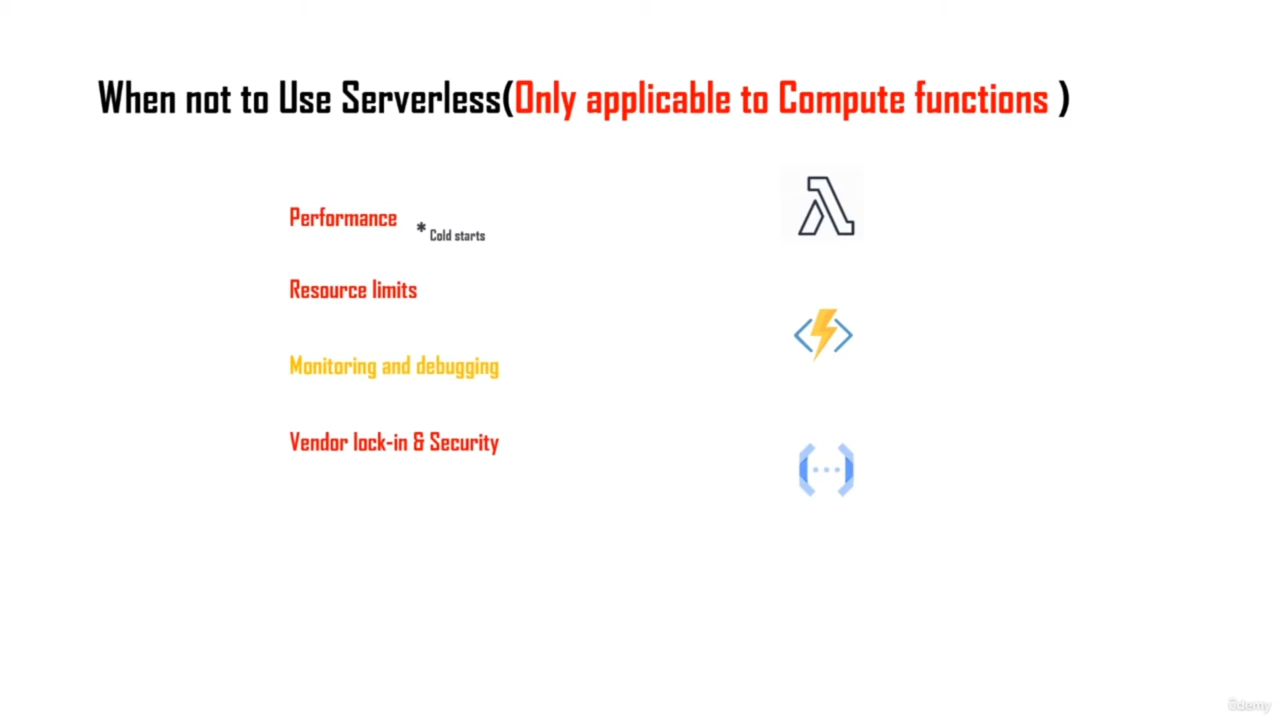 When not to Use Serverless(Only applicable to Compute functions )
Performance
* Cold starts
Resource limits
Monitoring and debugging
Vendor lock-in & Security
ûdemy